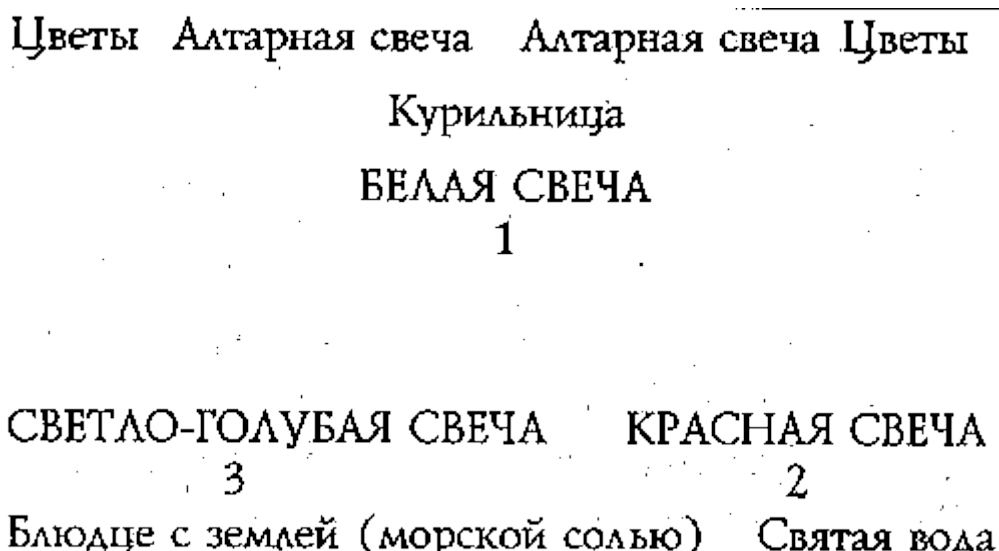 Цветы Алтарная свеча Алтарная свеча Цветы
Курильница
БЕЛАЯ СВЕЧА
1
СВЕТЛО-ГОЛУБАЯ СВЕЧА КРАСНАЯ СВЕЧА
3 2
Блюдце с землей (морской солью) Святая вода